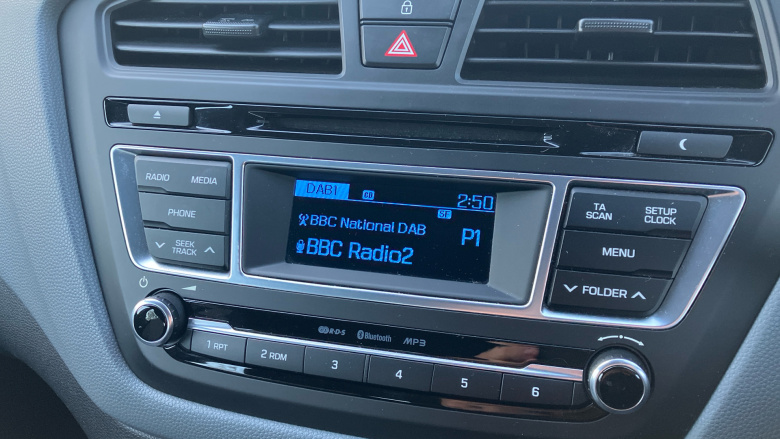 RADIO MEDIA
PHONE
SEEK
TRACK
DAB1 CD 2:50
SF
BBC National DAB P1
BBC Radio2
TA
SCAN
SETUP
CLOCK
MENU
FOLDER
R·D·S Bluetooth MP3
1 RPT
2 RDM
3
4
5
6